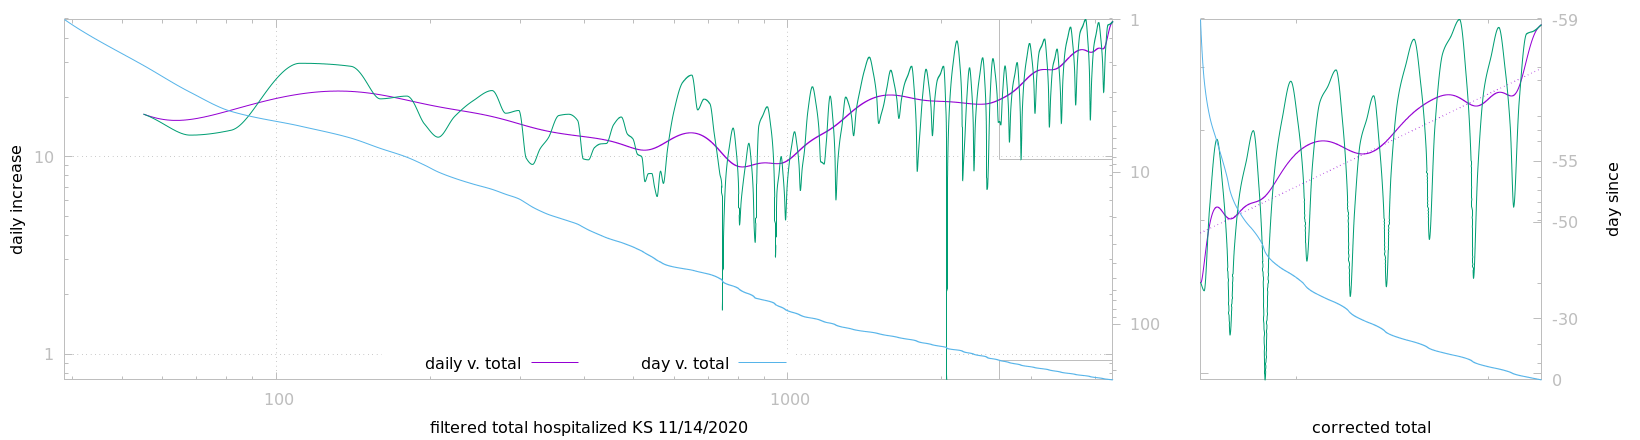 daily increase
10
1
100
1000
daily v. total
day v. total
1
10
100
filtered total hospitalized KS 11/14/2020
-59
-55
-50
-30
0
day since
corrected total